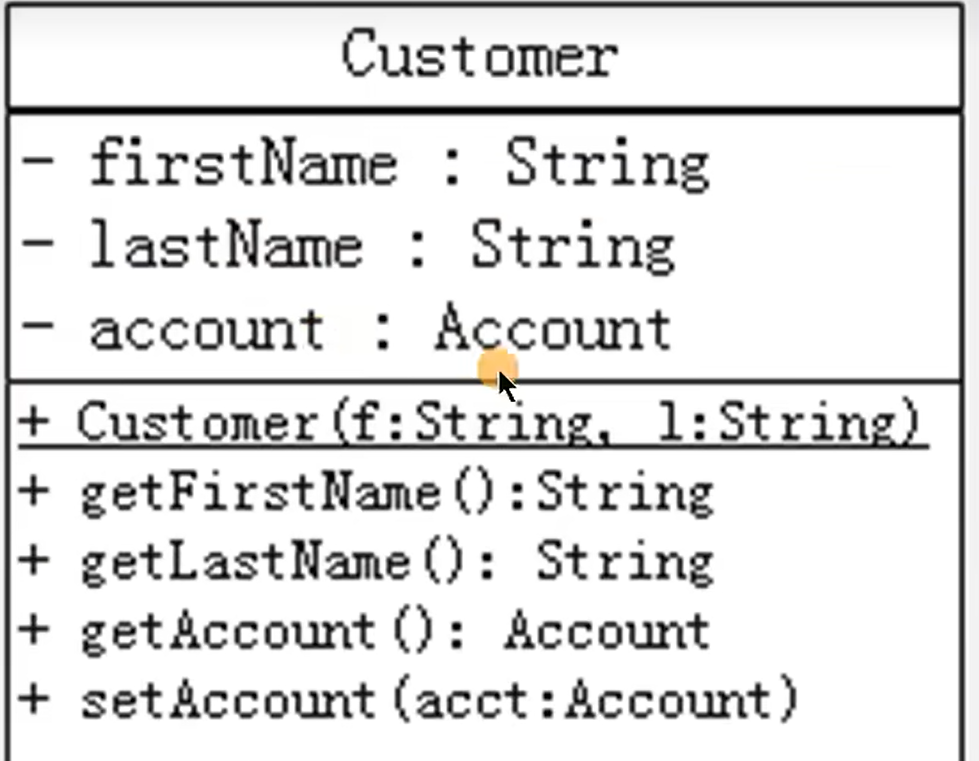 Customer
- firstName : String
- lastName : String
- account : Account
+ Customer(f:String, l:String)
+ getFirstName():String
+ getLastName(): String
+ getAccount(): Account
+ setAccount(acct:Account)